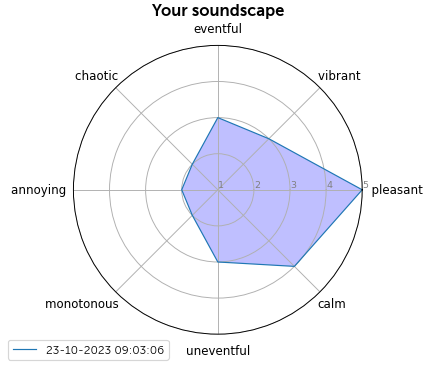 Your soundscape
eventful
chaotic
vibrant
annoying
1 2 3 4 5
pleasant
monotonous
calm
uneventful
23-10-2023 09:03:06